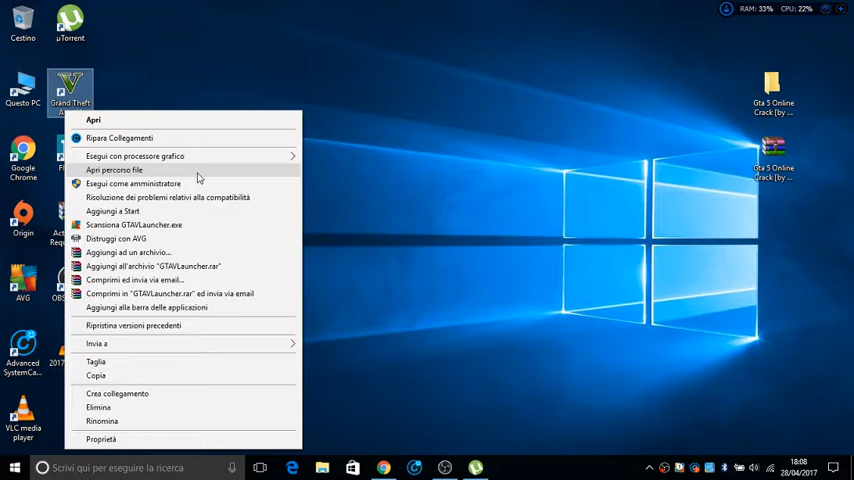 RAM: 33% CPU: 22%
Cestino
µTorrent
Questo PC
Grand Theft
Google
Chrome
Origin
AVG
OBS
Advanced
SystemCa...
2017
VLC media
player
Gta 5 Online
Crack [by ...
Gta 5 Online
Crack [by ...
Apri
Ripara Collegamenti
Esegui con processore grafico
Apri percorso file
Esegui come amministratore
Risoluzione dei problemi relativi alla compatibilità
Aggiungi a Start
Scansiona GTAVLauncher.exe
Distruggi con AVG
Aggiungi ad un archivio...
Aggiungi all'archivio "GTAVLauncher.rar"
Comprimi ed invia via email...
Comprimi in "GTAVLauncher.rar" ed invia via email
Aggiungi alla barra delle applicazioni
Ripristina versioni precedenti
Invia a
Taglia
Copia
Crea collegamento
Elimina
Rinomina
Proprietà
Scrivi qui per eseguire la ricerca
18:08
28/04/2017